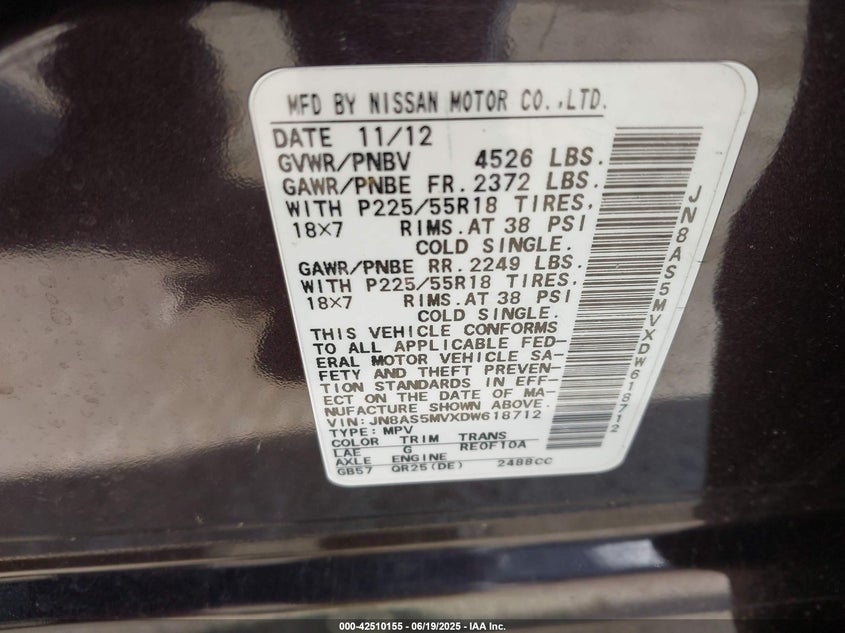 MFD BY NISSAN MOTOR CO.,LTD.
DATE 11/12
GVWR/PNBV 4526 LBS.
GAWR/PNBE FR. 2372 LBS.
WITH P225/55R18 TIRES,
18×7 RIMS.AT 38 PSI
COLD SINGLE.
GAWR/PNBE RR. 2249 LBS.
WITH P225/55R18 TIRES,
18×7 RIMS.AT 38 PSI
COLD SINGLE.
THIS VEHICLE CONFORMS
TO ALL APPLICABLE FED-
ERAL MOTOR VEHICLE SA-
FETY AND THEFT PREVEN-
TION STANDARDS IN EFF-
ECT ON THE DATE OF MA-
NUFACTURE SHOWN ABOVE.
VIN: JN8AS5MVXDW618712
TYPE: MPV
COLOR TRIM TRANS
LAE G RE0F10A
AXLE ENGINE
GB57 QR25(DE) 2488CC
JN8AS5MVXDW618712
000-42510155 | 06/19/2025 - IAA Inc.